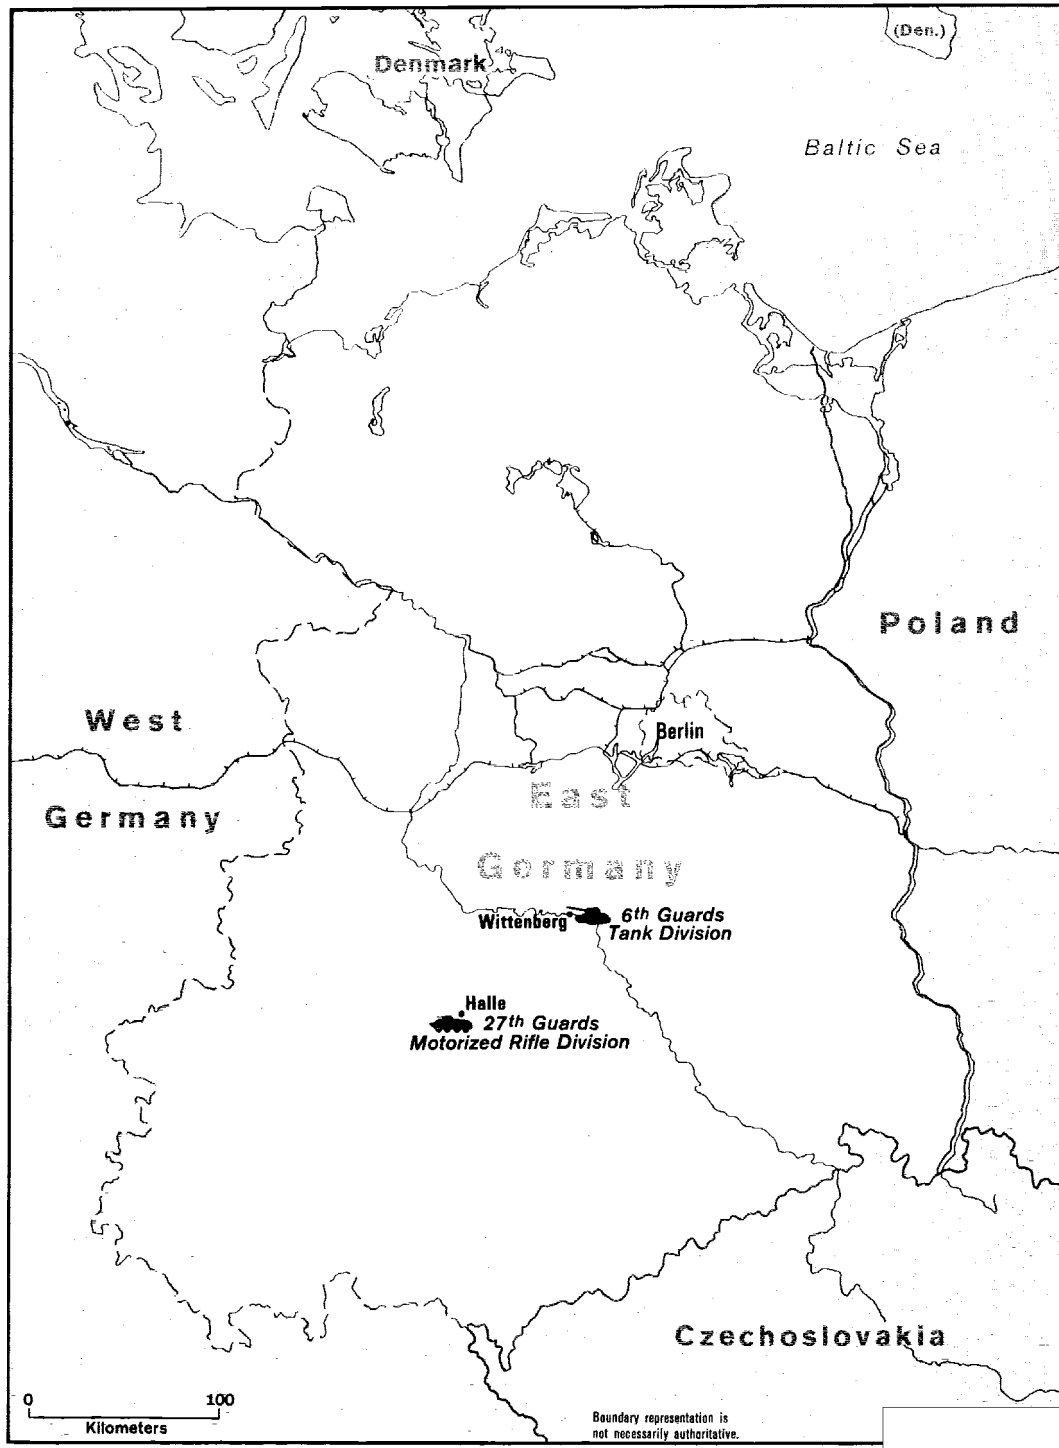 (Den.)
Denmark
Baltic Sea
Poland
West
Germany
Berlin
East
Germany
Wittenberg
6th Guards
Tank Division
Halle
27th Guards
Motorized Rifle Division
Czechoslovakia
0 100
Kilometers
Boundary representation is
not necessarily authoritative.